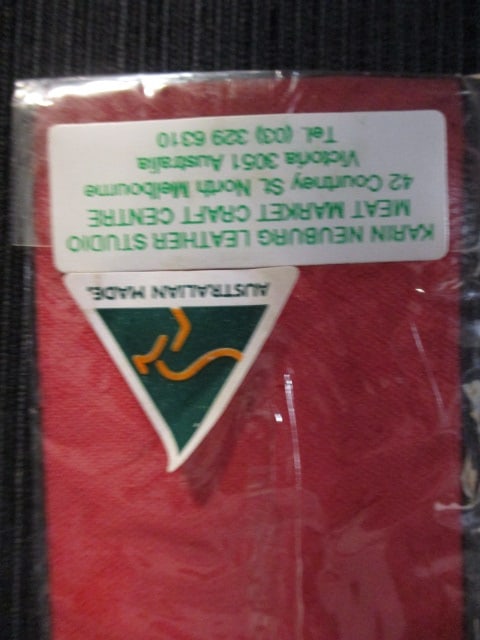 KARIN NEUBURG LEATHER STUDIO
MEAT MARKET CRAFT CENTRE
42 Courtney St. North Melbourne
Victoria 3051 Australia
Tel. (03) 329 6310
AUSTRALIAN MADE.